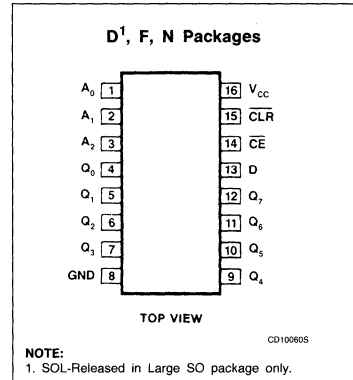 D¹, F, N Packages
A₀ 1 16 V_CC
A₁ 2 15 C̅L̅R̅
A₂ 3 14 C̅E̅
Q₀ 4 13 D
Q₁ 5 12 Q₇
Q₂ 6 11 Q₆
Q₃ 7 10 Q₅
GND 8 9 Q₄
TOP VIEW
CD10060S
NOTE:
1. SOL-Released in Large SO package only.